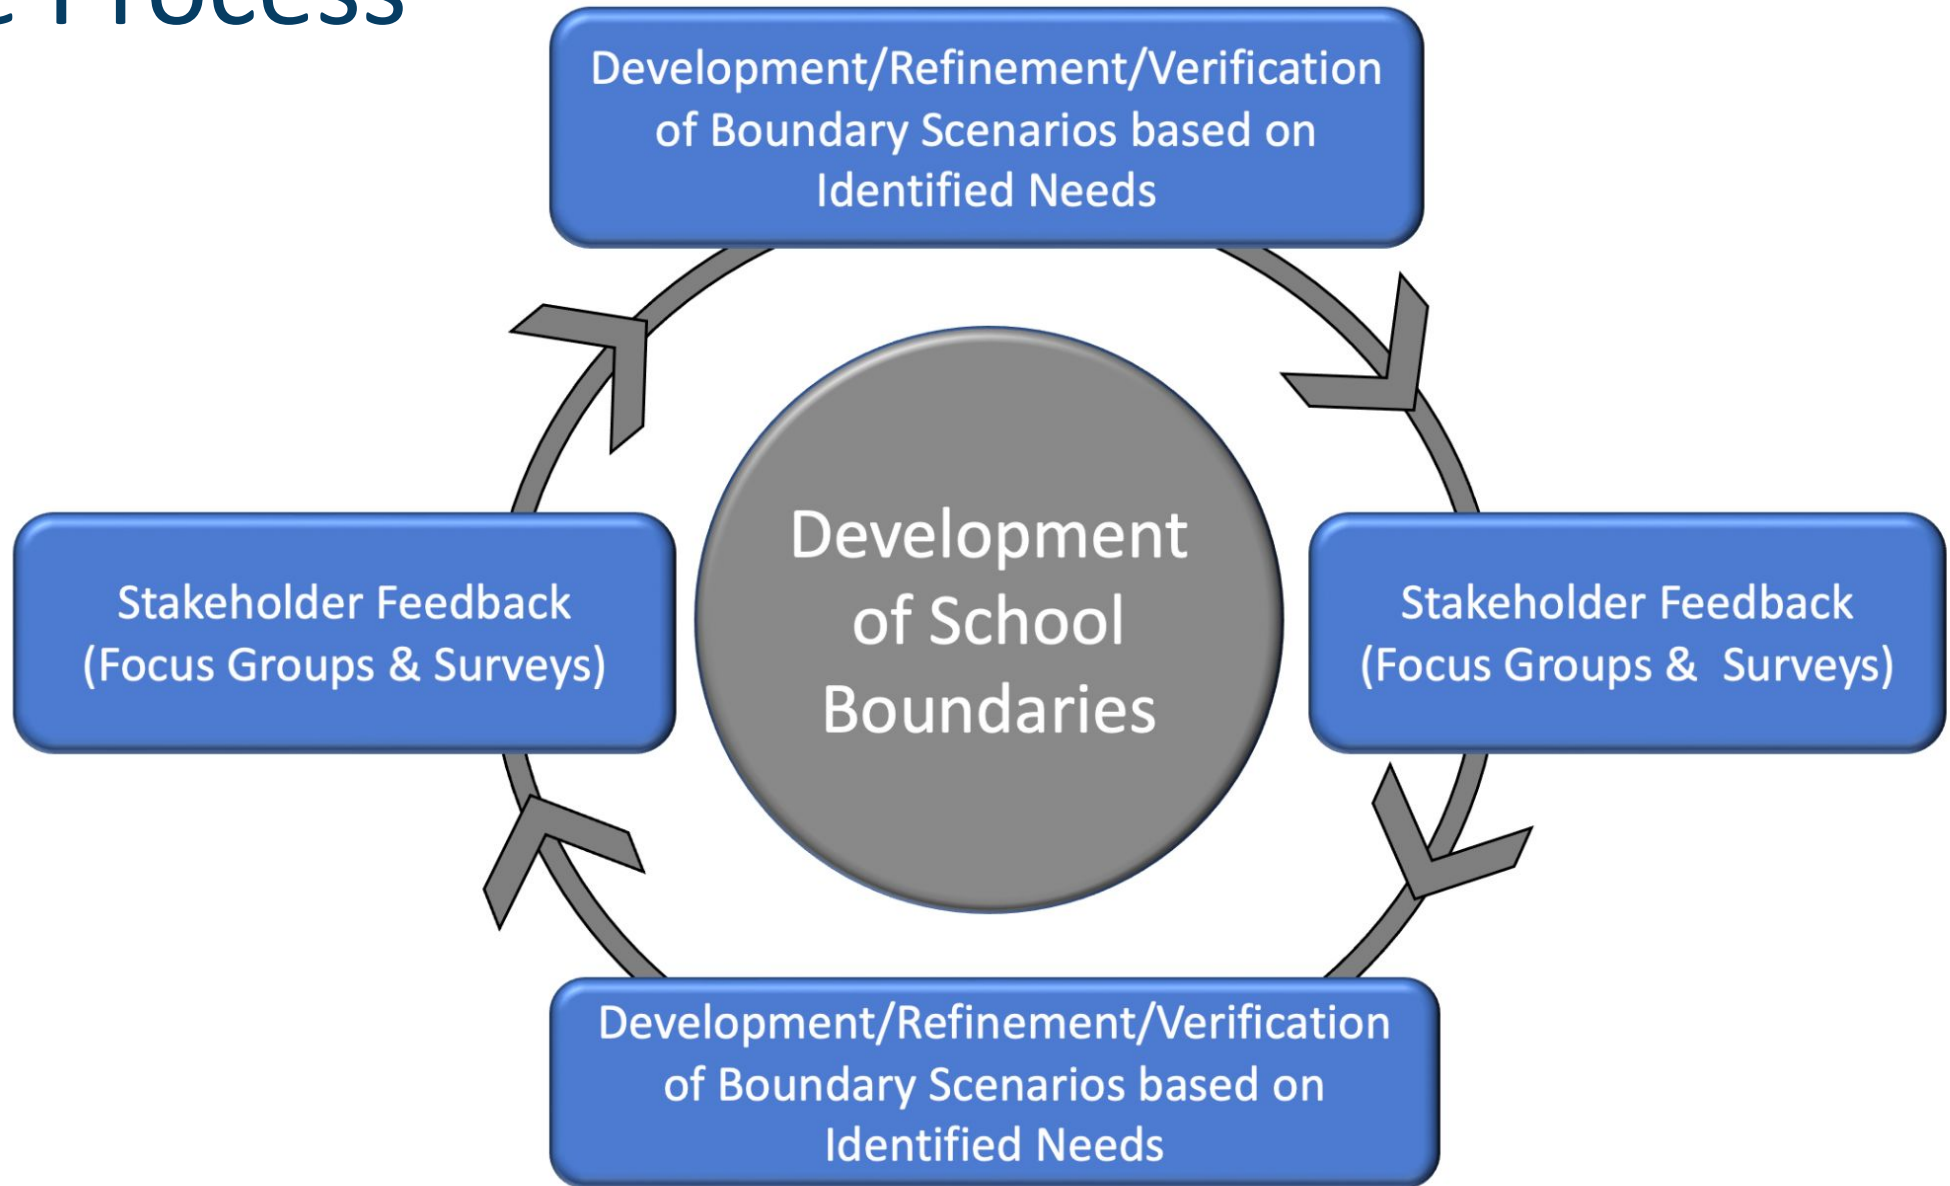 Process
Development/Refinement/Verification
of Boundary Scenarios based on
Identified Needs
Stakeholder Feedback
(Focus Groups & Surveys)
Development
of School
Boundaries
Stakeholder Feedback
(Focus Groups &  Surveys)
Development/Refinement/Verification
of Boundary Scenarios based on
Identified Needs